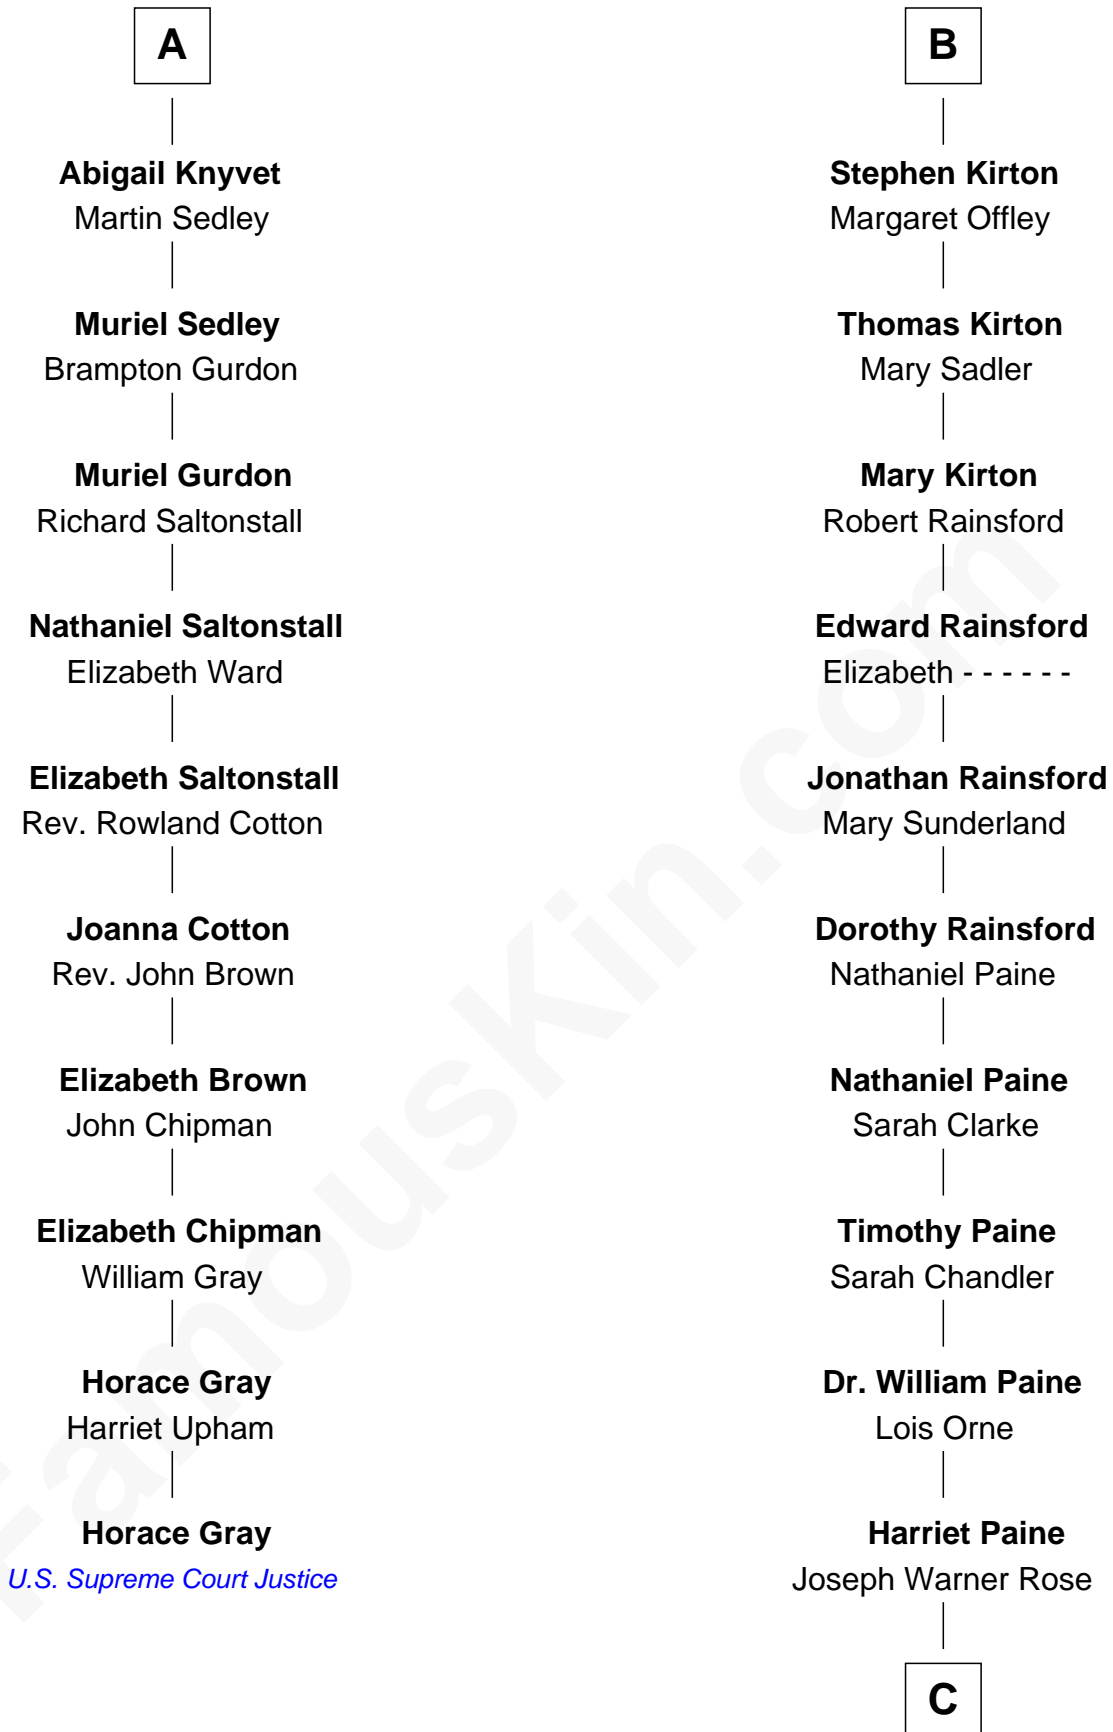 A
Abigail Knyvet
Martin Sedley
Muriel Sedley
Brampton Gurdon
Muriel Gurdon
Richard Saltonstall
Nathaniel Saltonstall
Elizabeth Ward
Elizabeth Saltonstall
Rev. Rowland Cotton
Joanna Cotton
Rev. John Brown
Elizabeth Brown
John Chipman
Elizabeth Chipman
William Gray
Horace Gray
Harriet Upham
Horace Gray
U.S. Supreme Court Justice
B
Stephen Kirton
Margaret Offley
Thomas Kirton
Mary Sadler
Mary Kirton
Robert Rainsford
Edward Rainsford
Elizabeth - - - - - -
Jonathan Rainsford
Mary Sunderland
Dorothy Rainsford
Nathaniel Paine
Nathaniel Paine
Sarah Clarke
Timothy Paine
Sarah Chandler
Dr. William Paine
Lois Orne
Harriet Paine
Joseph Warner Rose
C
FamousKin.com